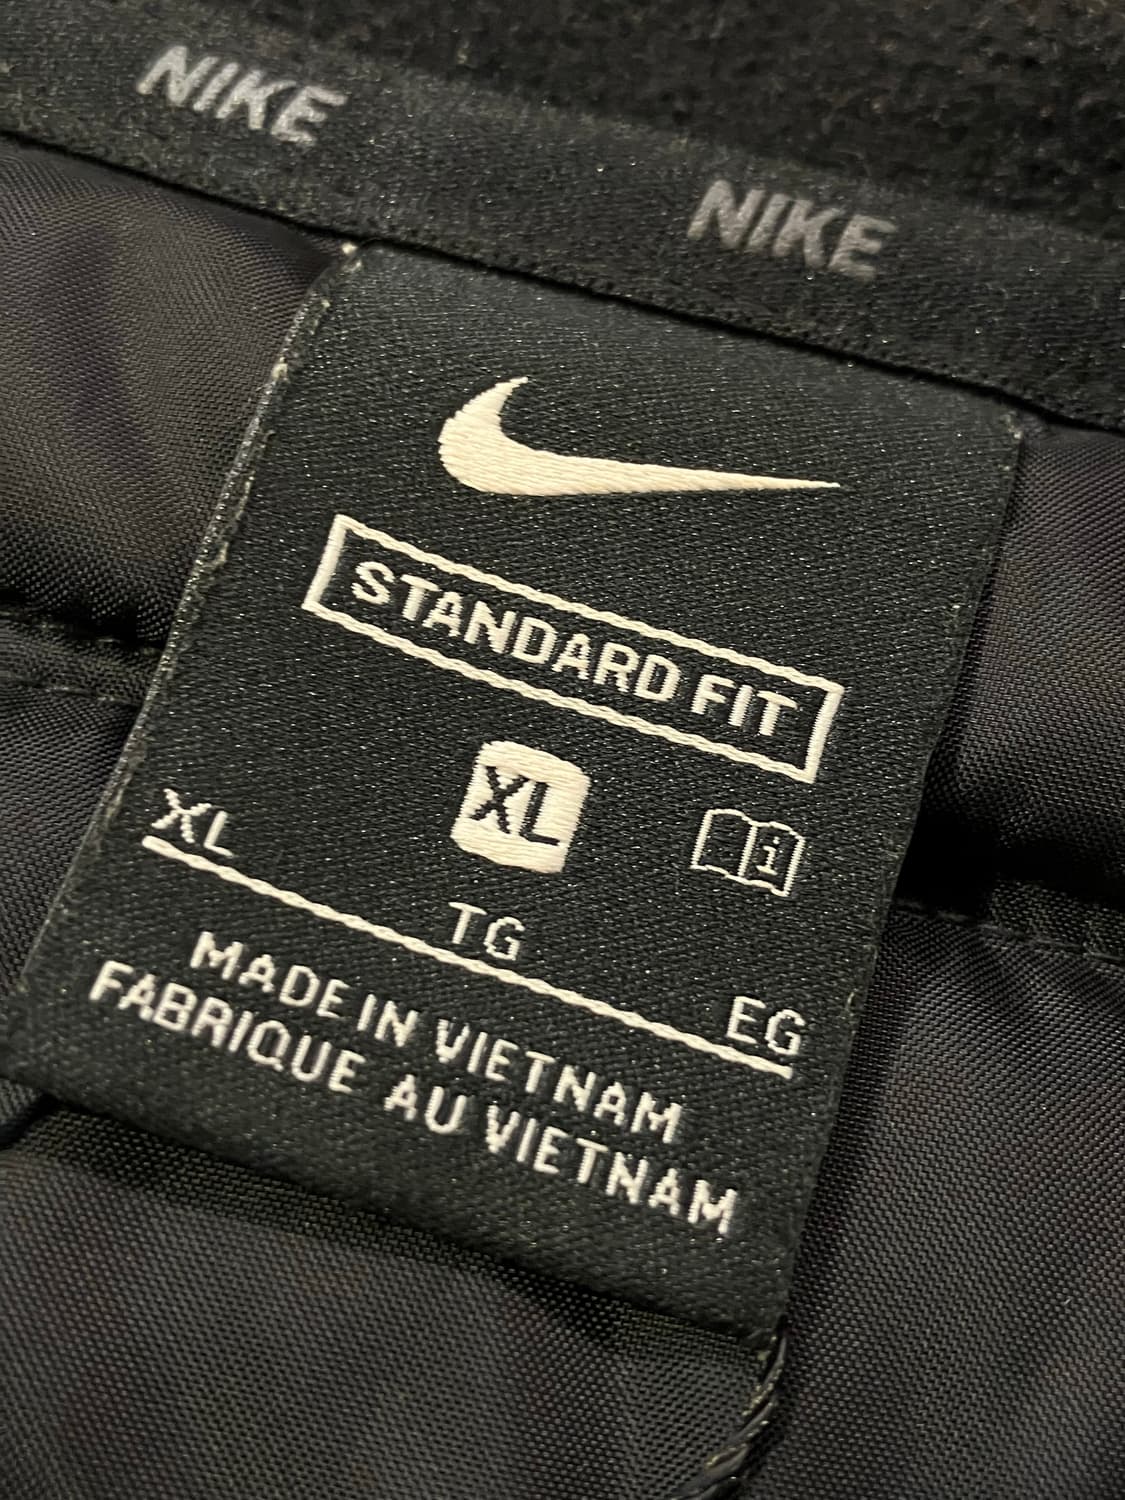 NIKE NIKE
STANDARD FIT
XL
XL TG EG
MADE IN VIETNAM
FABRIQUE AU VIETNAM